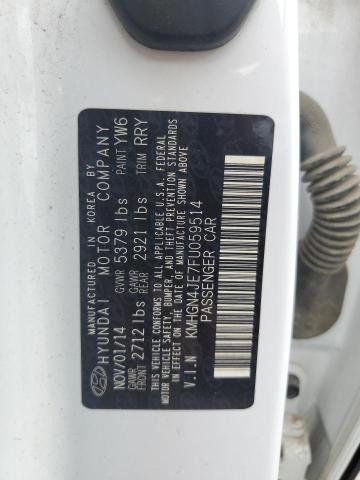 MANUFACTURED IN KOREA BY
HYUNDAI MOTOR COMPANY
NOV/01/14 GVWR 5379 lbs PAINT YW6
GAWR FRONT 2712 lbs GAWR REAR 2921 lbs TRIM RRY
THIS VEHICLE CONFORMS TO ALL APPLICABLE U.S.A. FEDERAL
MOTOR VEHICLE SAFETY, BUMPER, AND THEFT PREVENTION STANDARDS
IN EFFECT ON THE DATE OF MANUFACTURE SHOWN ABOVE
V.I.N KMHGN4JE7FU059514
PASSENGER CAR